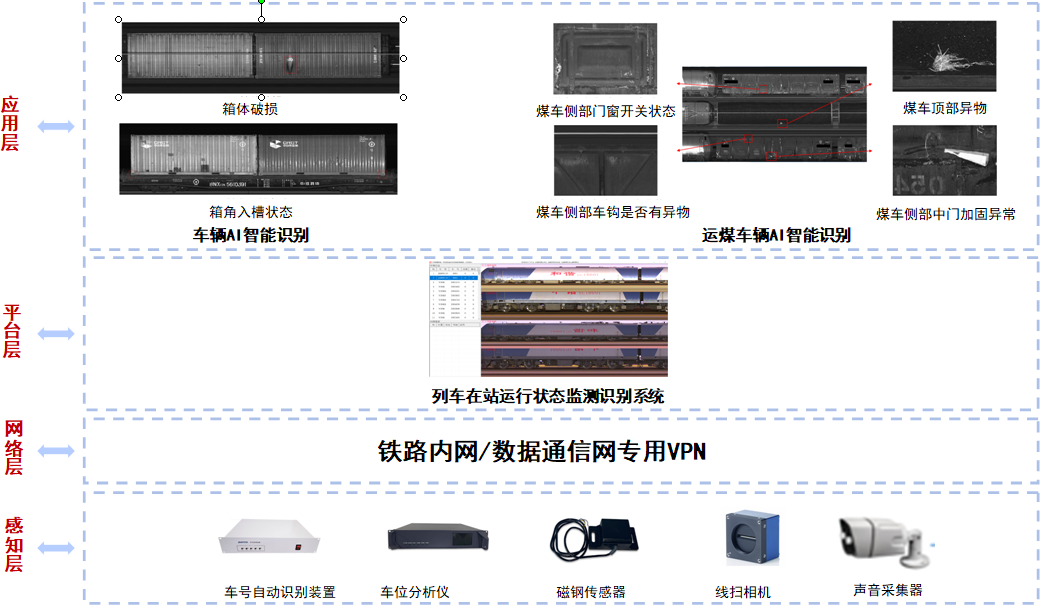 应用层
箱体破损
箱角入槽状态
车辆AI智能识别
煤车侧部门窗开关状态
煤车侧部车钩是否有异物
煤车顶部异物
煤车侧部中门加固异常
运煤车辆AI智能识别
平台层
列车在站运行状态监测识别系统
网络层
铁路内网/数据通信网专用VPN
感知层
车号自动识别装置
车位分析仪
磁钢传感器
线扫相机
声音采集器